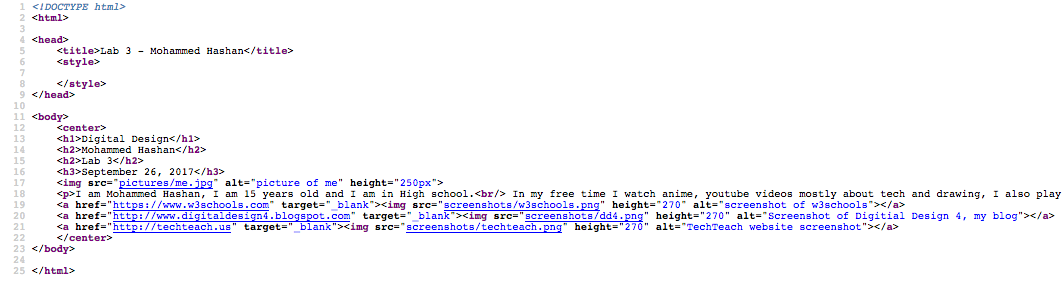 1 <!DOCTYPE html>
2 <html>
3
4 <head>
5 <title>Lab 3 - Mohammed Hashan</title>
6 <style>
7
8 </style>
9 </head>
10
11 <body>
12 <center>
13 <h1>Digital Design</h1>
14 <h2>Mohammed Hashan</h2>
15 <h2>Lab 3</h2>
16 <h3>September 26, 2017</h3>
17 <img src="pictures/me.jpg" alt="picture of me" height="250px">
18 <p>I am Mohammed Hashan, I am 15 years old and I am in High school.<br/> In my free time I watch anime, youtube videos mostly about tech and drawing, I also play
19 <a href="https://www.w3schools.com" target="_blank"><img src="screenshots/w3schools.png" height="270" alt="screenshot of w3schools"></a>
20 <a href="http://www.digitaldesign4.blogspot.com" target="_blank"><img src="screenshots/dd4.png" height="270" alt="Screenshot of Digitial Design 4, my blog"></a>
21 <a href="http://techteach.us" target="_blank"><img src="screenshots/techteach.png" height="270" alt="TechTeach website screenshot"></a>
22 </center>
23 </body>
24
25 </html>